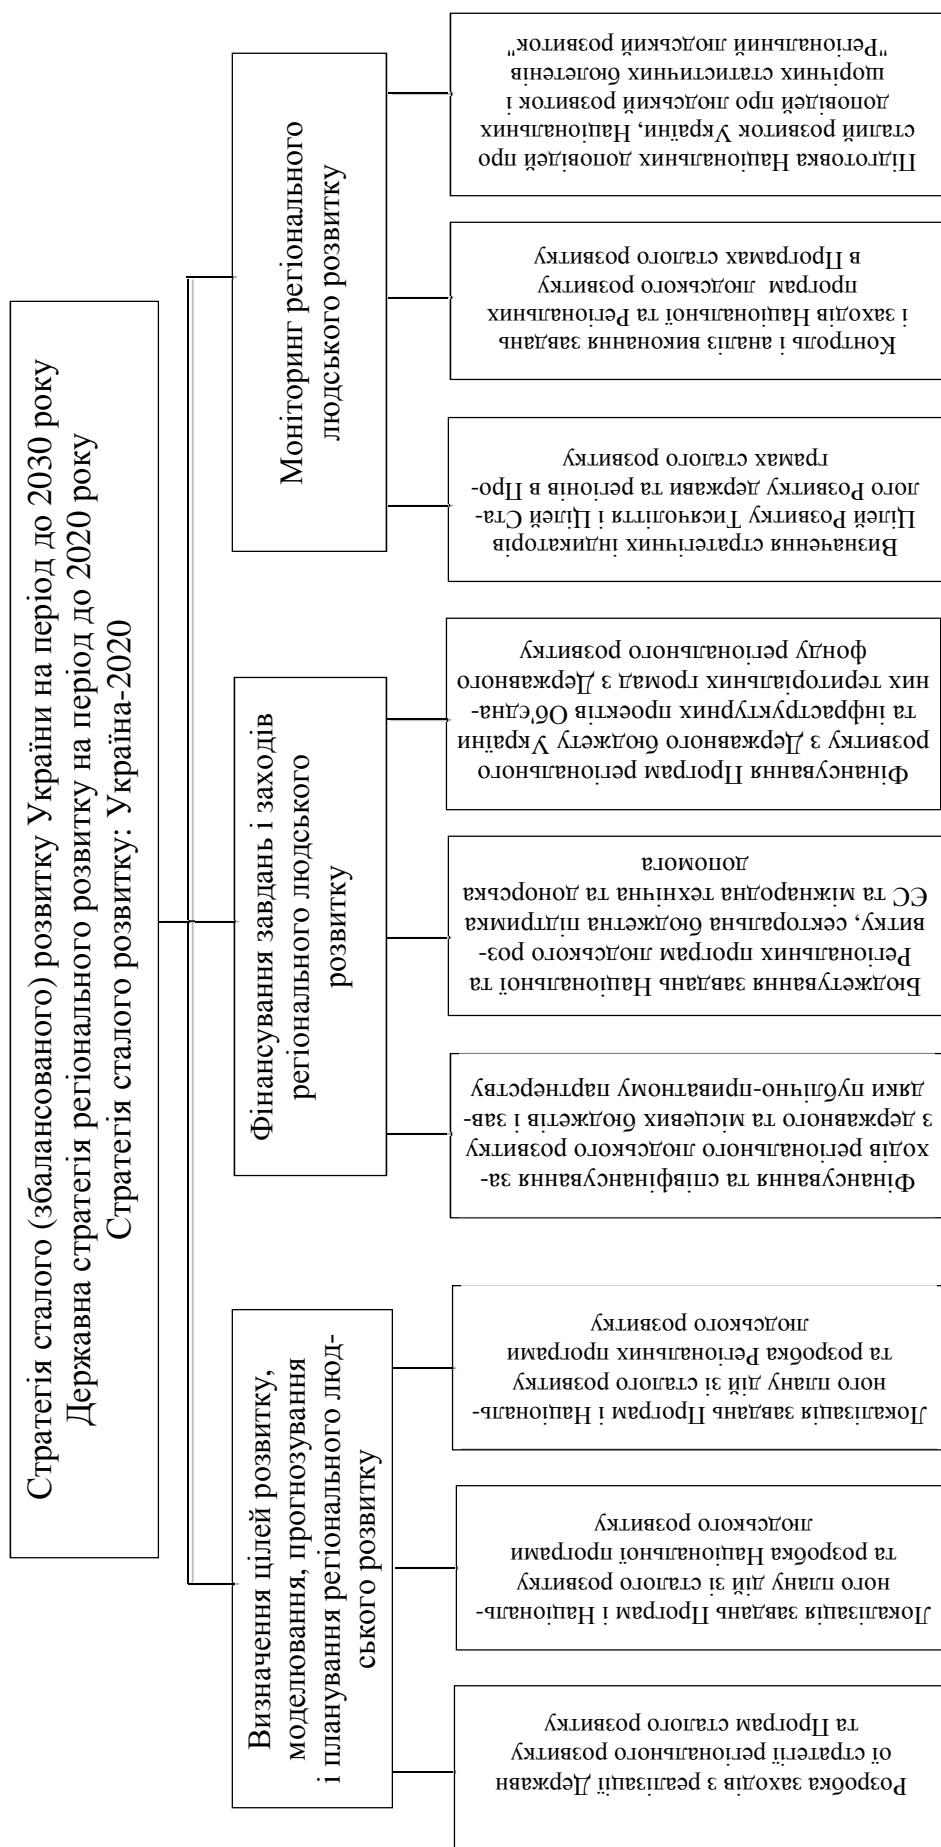 Стратегія сталого (збалансованого) розвитку України на період до 2030 року
Державна стратегія регіонального розвитку на період до 2020 року
Стратегія сталого розвитку: Україна-2020
Визначення цілей розвитку,
моделювання, прогнозування
і планування регіонального люд-
ського розвитку
Фінансування завдань і заходів
регіонального людського
розвитку
Моніторинг регіонального
людського розвитку
Розробка заходів з реалізації Державн
ої стратегії регіонального розвитку
та Програм сталого розвитку
Локалізація завдань Програм і Національ-
ного плану дій зі сталого розвитку
та розробка Національної програми
людського розвитку
Локалізація завдань Програм і Національ-
ного плану дій зі сталого розвитку
та розробка Регіональних програми
людського розвитку
Фінансування та співфінансування за-
ходів регіонального людського розвитку
з державного та місцевих бюджетів і зав-
дяки публічно-приватному партнерству
Бюджетування завдань Національної та
Регіональних програм людського роз-
витку, секторальна бюджетна підтримка
ЄС та міжнародна технічна та донорська
допомога
Фінансування Програм регіонального
розвитку з Державного бюджету України
та інфраструктурних проектів Об'єдна-
них територіальних громад з Державного
фонду регіонального розвитку
Визначення стратегічних індикаторів
Цілей Розвитку Тисячоліття і Цілей Ста-
лого Розвитку держави та регіонів в Про-
грамах сталого розвитку
Контроль і аналіз виконання завдань
і заходів Національної та Регіональних
програм людського розвитку
в Програмах сталого розвитку
Підготовка Національних доповідей про
сталий розвиток України, Національних
доповідей про людський розвиток і
щорічних статистичних бюлетенів
"Регіональний людський розвиток"